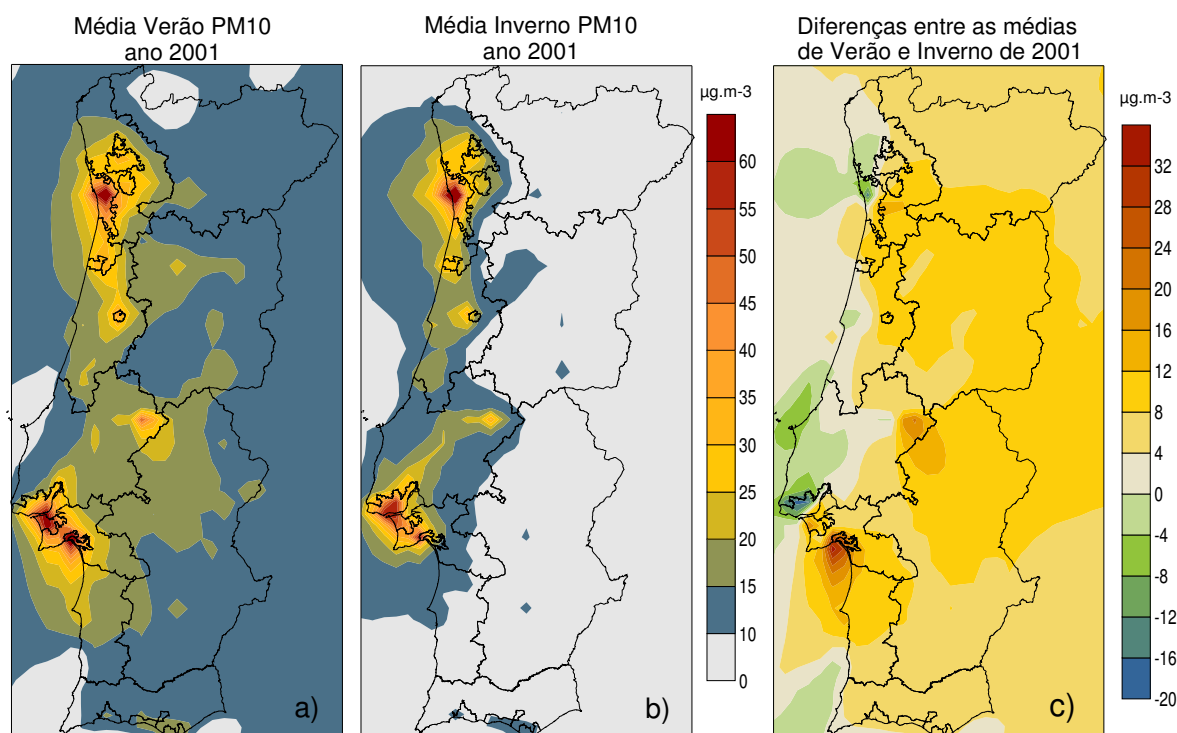 Média Verão PM10
ano 2001
Média Inverno PM10
ano 2001
Diferenças entre as médias
de Verão e Inverno de 2001
µg.m-3
60
55
50
45
40
35
30
25
20
15
10
0
µg.m-3
32
28
24
20
16
12
8
4
0
-4
-8
-12
-16
-20
a)
b)
c)